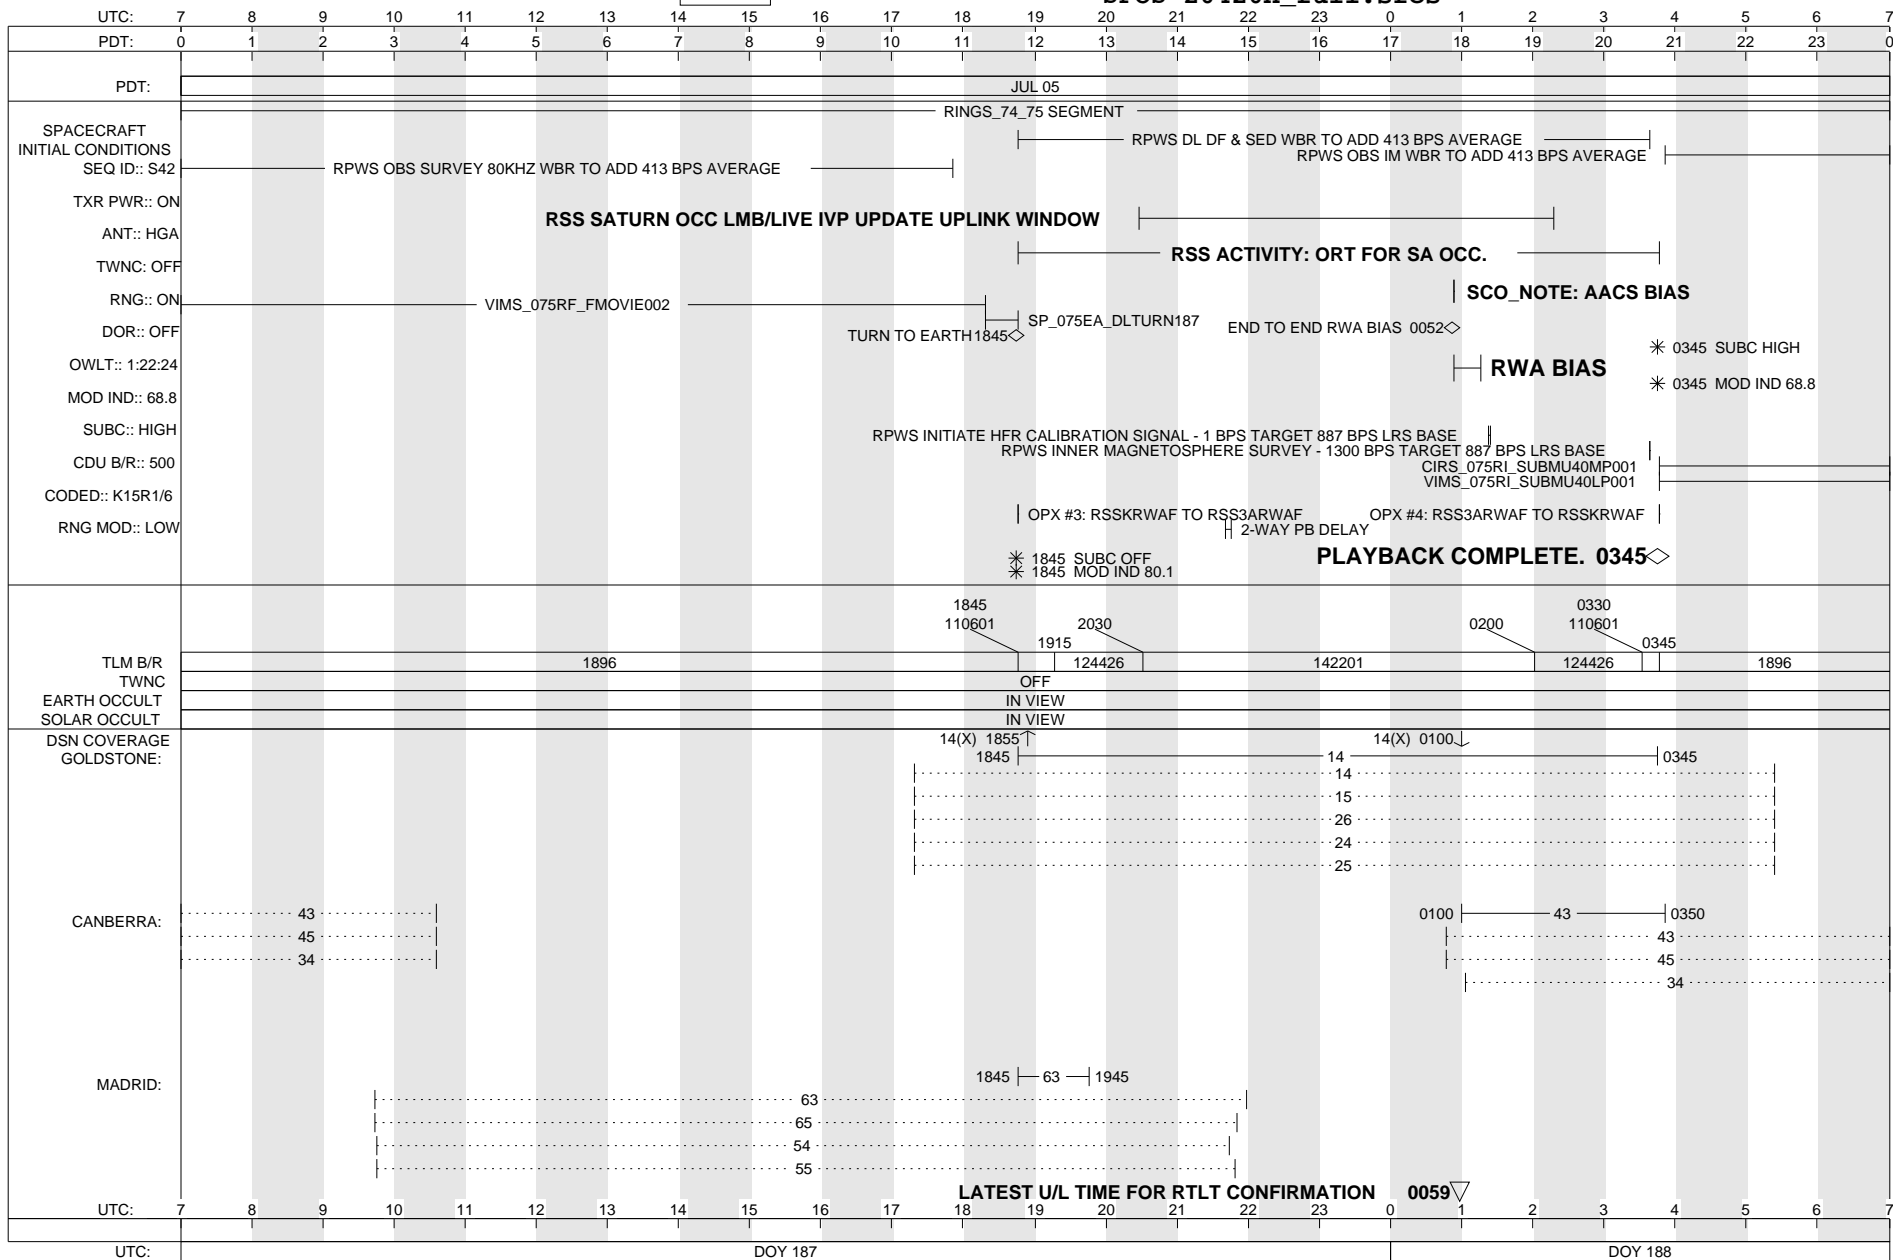 UTC: 7 8 9 10 11 12 13 14 15 16 17 18 19 20 21 22 23 0 1 2 3 4 5 6 7
PDT: 0 1 2 3 4 5 6 7 8 9 10 11 12 13 14 15 16 17 18 19 20 21 22 23 0
PDT: JUL 05
RINGS_74_75 SEGMENT
SPACECRAFT
INITIAL CONDITIONS
RPWS DL DF & SED WBR TO ADD 413 BPS AVERAGE
RPWS OBS IM WBR TO ADD 413 BPS AVERAGE
SEQ ID:: S42
RPWS OBS SURVEY 80KHZ WBR TO ADD 413 BPS AVERAGE
TXR PWR:: ON
RSS SATURN OCC LMB/LIVE IVP UPDATE UPLINK WINDOW
ANT:: HGA
RSS ACTIVITY: ORT FOR SA OCC.
TWNC: OFF
SCO_NOTE: AACS BIAS
RNG:: ON
VIMS_075RF_FMOVIE002
SP_075EA_DLTURN187
DOR:: OFF
TURN TO EARTH 1845
END TO END RWA BIAS 0052
0345 SUBC HIGH
OWLT:: 1:22:24
RWA BIAS
0345 MOD IND 68.8
MOD IND:: 68.8
SUBC:: HIGH
RPWS INITIATE HFR CALIBRATION SIGNAL - 1 BPS TARGET 887 BPS LRS BASE
RPWS INNER MAGNETOSPHERE SURVEY - 1300 BPS TARGET 887 BPS LRS BASE
CDU B/R:: 500
CIRS_075RI_SUBMU40MP001
VIMS_075RI_SUBMU40LP001
CODED:: K15R1/6
OPX #3: RSSKRWAF TO RSS3ARWAF
OPX #4: RSS3ARWAF TO RSSKRWAF
RNG MOD:: LOW
2-WAY PB DELAY
1845 SUBC OFF
PLAYBACK COMPLETE. 0345
1845 MOD IND 80.1
1845 0330
110601 2030 0200 110601
1915 0345
TLM B/R 1896 124426 142201 124426 1896
TWNC OFF
EARTH OCCULT IN VIEW
SOLAR OCCULT IN VIEW
DSN COVERAGE 14(X) 1855 14(X) 0100
GOLDSTONE: 1845 14 0345
14
15
26
24
25
CANBERRA: 43 0100 43 0350
45 43
34 45
34
MADRID: 1845 63 1945
63
65
54
55
LATEST U/L TIME FOR RTLT CONFIRMATION 0059
UTC: 7 8 9 10 11 12 13 14 15 16 17 18 19 20 21 22 23 0 1 2 3 4 5 6 7
UTC: DOY 187 DOY 188